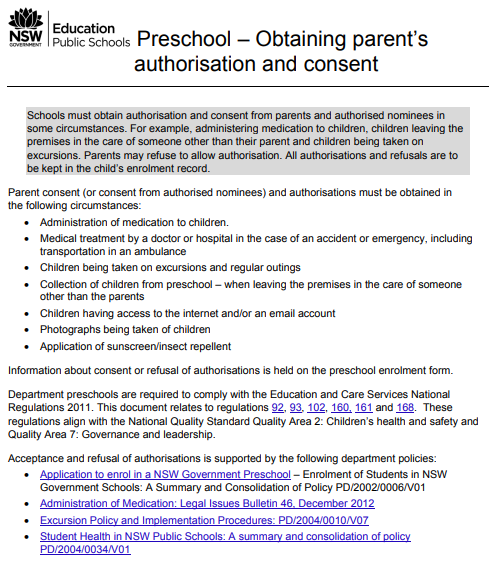 NSW
GOVERNMENT
Education
Public Schools
Preschool – Obtaining parent's
authorisation and consent
Schools must obtain authorisation and consent from parents and authorised nominees in
some circumstances. For example, administering medication to children, children leaving the
premises in the care of someone other than their parent and children being taken on
excursions. Parents may refuse to allow authorisation. All authorisations and refusals are to
be kept in the child's enrolment record.
Parent consent (or consent from authorised nominees) and authorisations must be obtained in
the following circumstances:
• Administration of medication to children.
• Medical treatment by a doctor or hospital in the case of an accident or emergency, including
transportation in an ambulance
• Children being taken on excursions and regular outings
• Collection of children from preschool – when leaving the premises in the care of someone
other than the parents
• Children having access to the internet and/or an email account
• Photographs being taken of children
• Application of sunscreen/insect repellent
Information about consent or refusal of authorisations is held on the preschool enrolment form.
Department preschools are required to comply with the Education and Care Services National
Regulations 2011. This document relates to regulations 92, 93, 102, 160, 161 and 168. These
regulations align with the National Quality Standard Quality Area 2: Children's health and safety and
Quality Area 7: Governance and leadership.
Acceptance and refusal of authorisations is supported by the following department policies:
• Application to enrol in a NSW Government Preschool – Enrolment of Students in NSW
Government Schools: A Summary and Consolidation of Policy PD/2002/0006/V01
• Administration of Medication: Legal Issues Bulletin 46, December 2012
• Excursion Policy and Implementation Procedures: PD/2004/0010/V07
• Student Health in NSW Public Schools: A summary and consolidation of policy
PD/2004/0034/V01